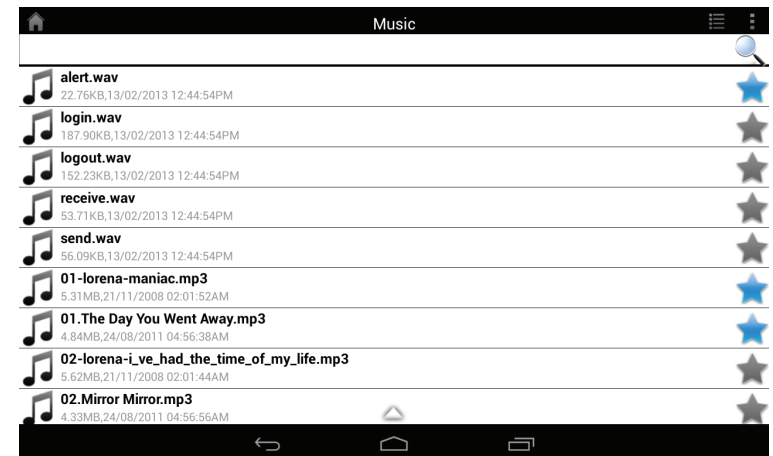 Music
alert.wav
22.76KB,13/02/2013 12:44:54PM
login.wav
187.90KB,13/02/2013 12:44:54PM
logout.wav
152.23KB,13/02/2013 12:44:54PM
receive.wav
53.71KB,13/02/2013 12:44:54PM
send.wav
56.09KB,13/02/2013 12:44:54PM
01-lorena-maniac.mp3
5.31MB,21/11/2008 02:01:52AM
01.The Day You Went Away.mp3
4.84MB,24/08/2011 04:56:38AM
02-lorena-i_ve_had_the_time_of_my_life.mp3
5.62MB,21/11/2008 02:01:44AM
02.Mirror Mirror.mp3
4.33MB,24/08/2011 04:56:56AM